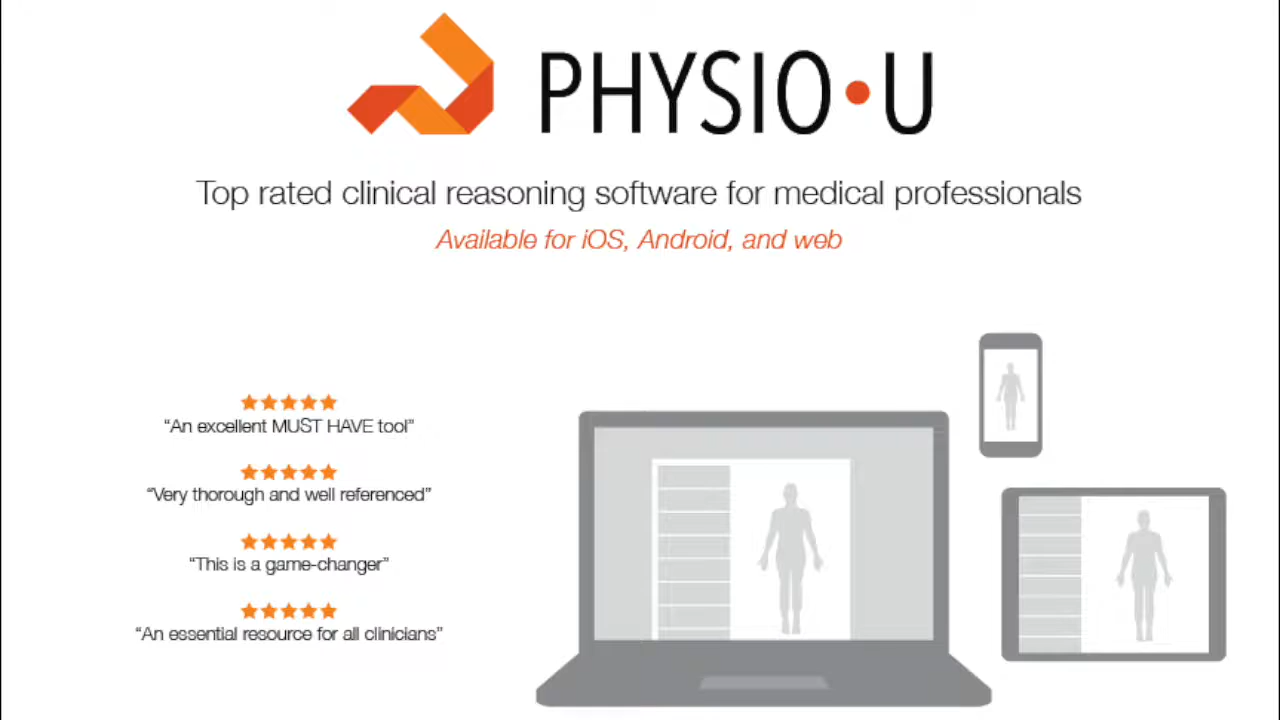 PHYSIO•U
Top rated clinical reasoning software for medical professionals
Available for iOS, Android, and web
“An excellent MUST HAVE tool”
“Very thorough and well referenced”
“This is a game-changer”
“An essential resource for all clinicians”